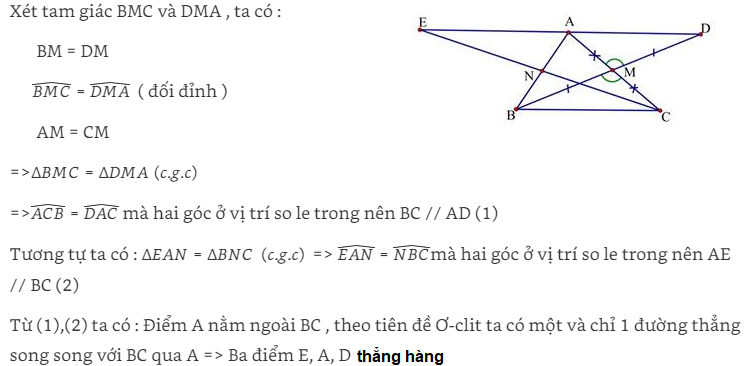 Xét tam giác BMC và DMA , ta có :
BM = DM
\widehat{BMC} = \widehat{DMA} ( đối đỉnh )
AM = CM
=>ΔBMC = ΔDMA (c.g.c)
=>\widehat{ACB} = \widehat{DAC} mà hai góc ở vị trí so le trong nên BC // AD (1)
Tương tự ta có : ΔEAN = ΔBNC (c.g.c) => \widehat{EAN} = \widehat{NBC} mà hai góc ở vị trí so le trong nên AE
// BC (2)
Từ (1),(2) ta có : Điểm A nằm ngoài BC , theo tiên đề Ơ-clit ta có một và chỉ 1 đường thẳng
song song với BC qua A => Ba điểm E, A, D thẳng hàng
E
A
D
N
M
B
C